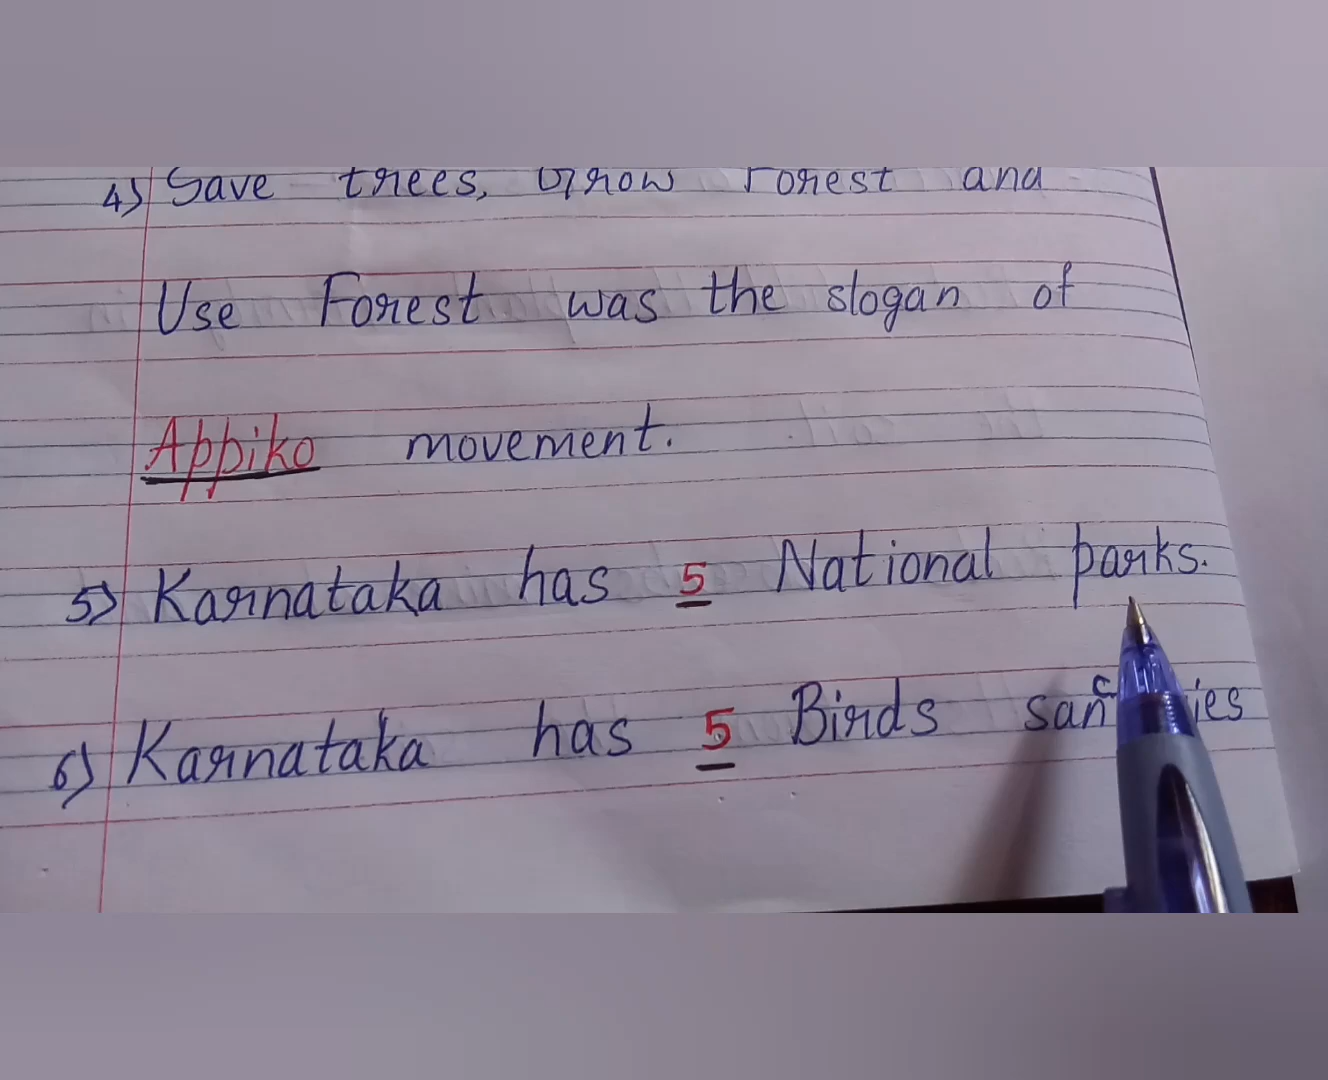 4) Save trees, Grow Forest and
Use Forest was the slogan of
Appiko movement.
5) Karnataka has 5 National parks.
6) Karnataka has 5 Birds